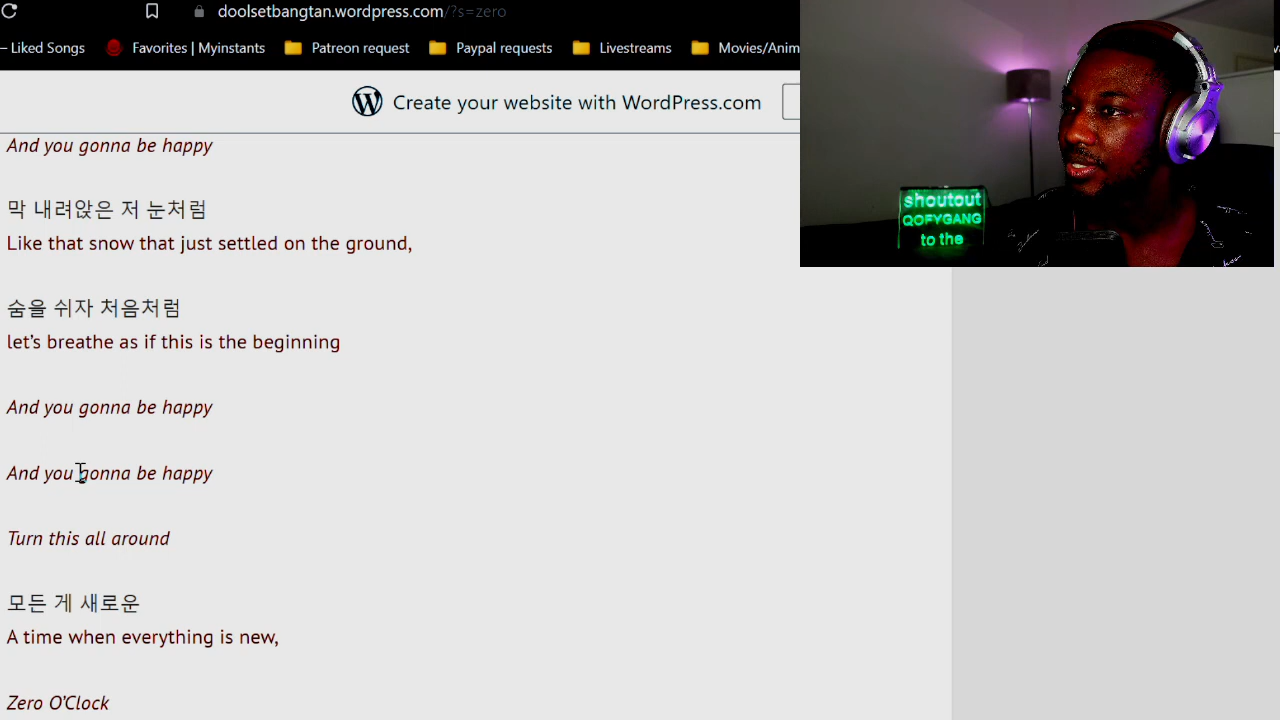 doolsetbangtan.wordpress.com/?s=zero
– Liked Songs
Favorites | Myinstants
Patreon request
Paypal requests
Livestreams
Movies/Anim
Create your website with WordPress.com
And you gonna be happy
막 내려앉은 저 눈처럼
Like that snow that just settled on the ground,
숨을 쉬자 처음처럼
let’s breathe as if this is the beginning
And you gonna be happy
And you gonna be happy
Turn this all around
모든 게 새로운
A time when everything is new,
Zero O’Clock
shoutout
QOFYGANG
to the